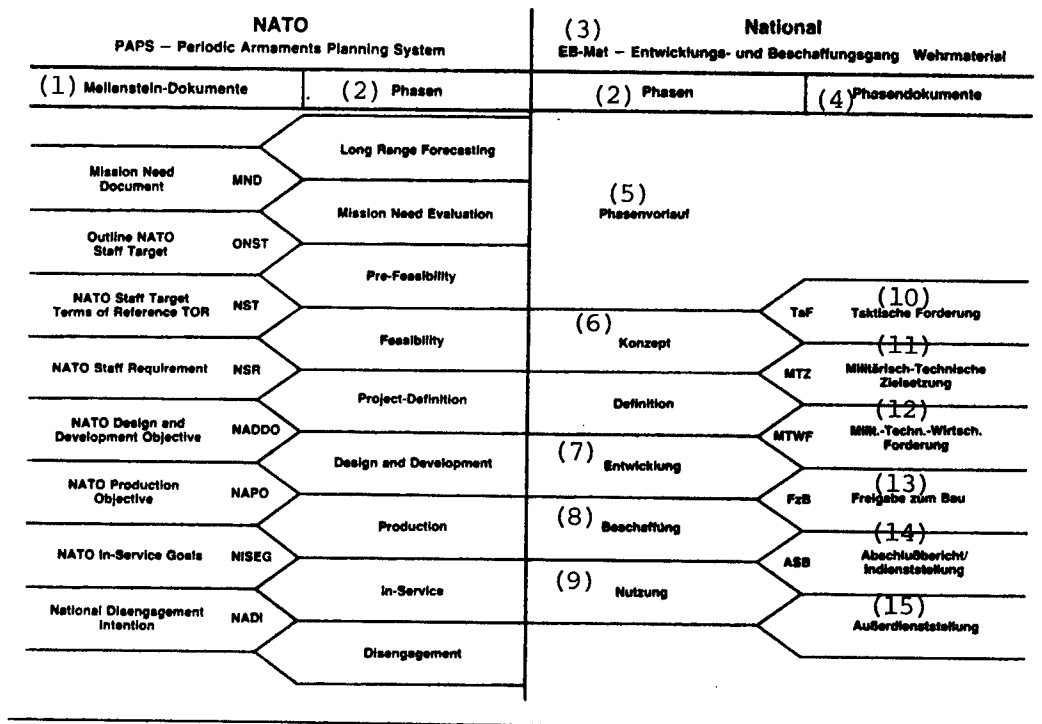 NATO
PAPS – Periodic Armaments Planning System
(3) National
EB-Mat – Entwicklungs- und Beschaffungsgang Wehrmaterial
(1) Meilenstein-Dokumente
(2) Phasen
(2) Phasen
(4) Phasendokumente
Long Range Forecasting
Mission Need
Document
MND
Mission Need Evaluation
(5)
Phasenvorlauf
Outline NATO
Staff Target
ONST
Pre-Feasibility
NATO Staff Target
Terms of Reference TOR
NST
TaF
(10)
Taktische Forderung
Feasibility
(6) Konzept
NATO Staff Requirement
NSR
MTZ
(11)
Militärisch-Technische
Zielsetzung
Project-Definition
Definition
NATO Design and
Development Objective
NADDO
MTWF
(12)
Milit.-Techn.-Wirtsch.
Forderung
Design and Development
(7) Entwicklung
NATO Production
Objective
NAPO
FzB
(13)
Freigabe zum Bau
Production
(8) Beschaffung
NATO In-Service Goals
NISEG
ASB
(14)
Abschlußbericht/
Indienststellung
In-Service
(9) Nutzung
National Disengagement
Intention
NADI
(15)
Außerdienststellung
Disengagement